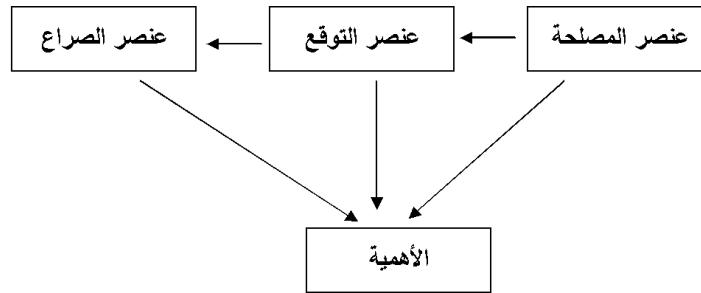 عنصر المصلحة
عنصر التوقع
عنصر الصراع
الأهمية